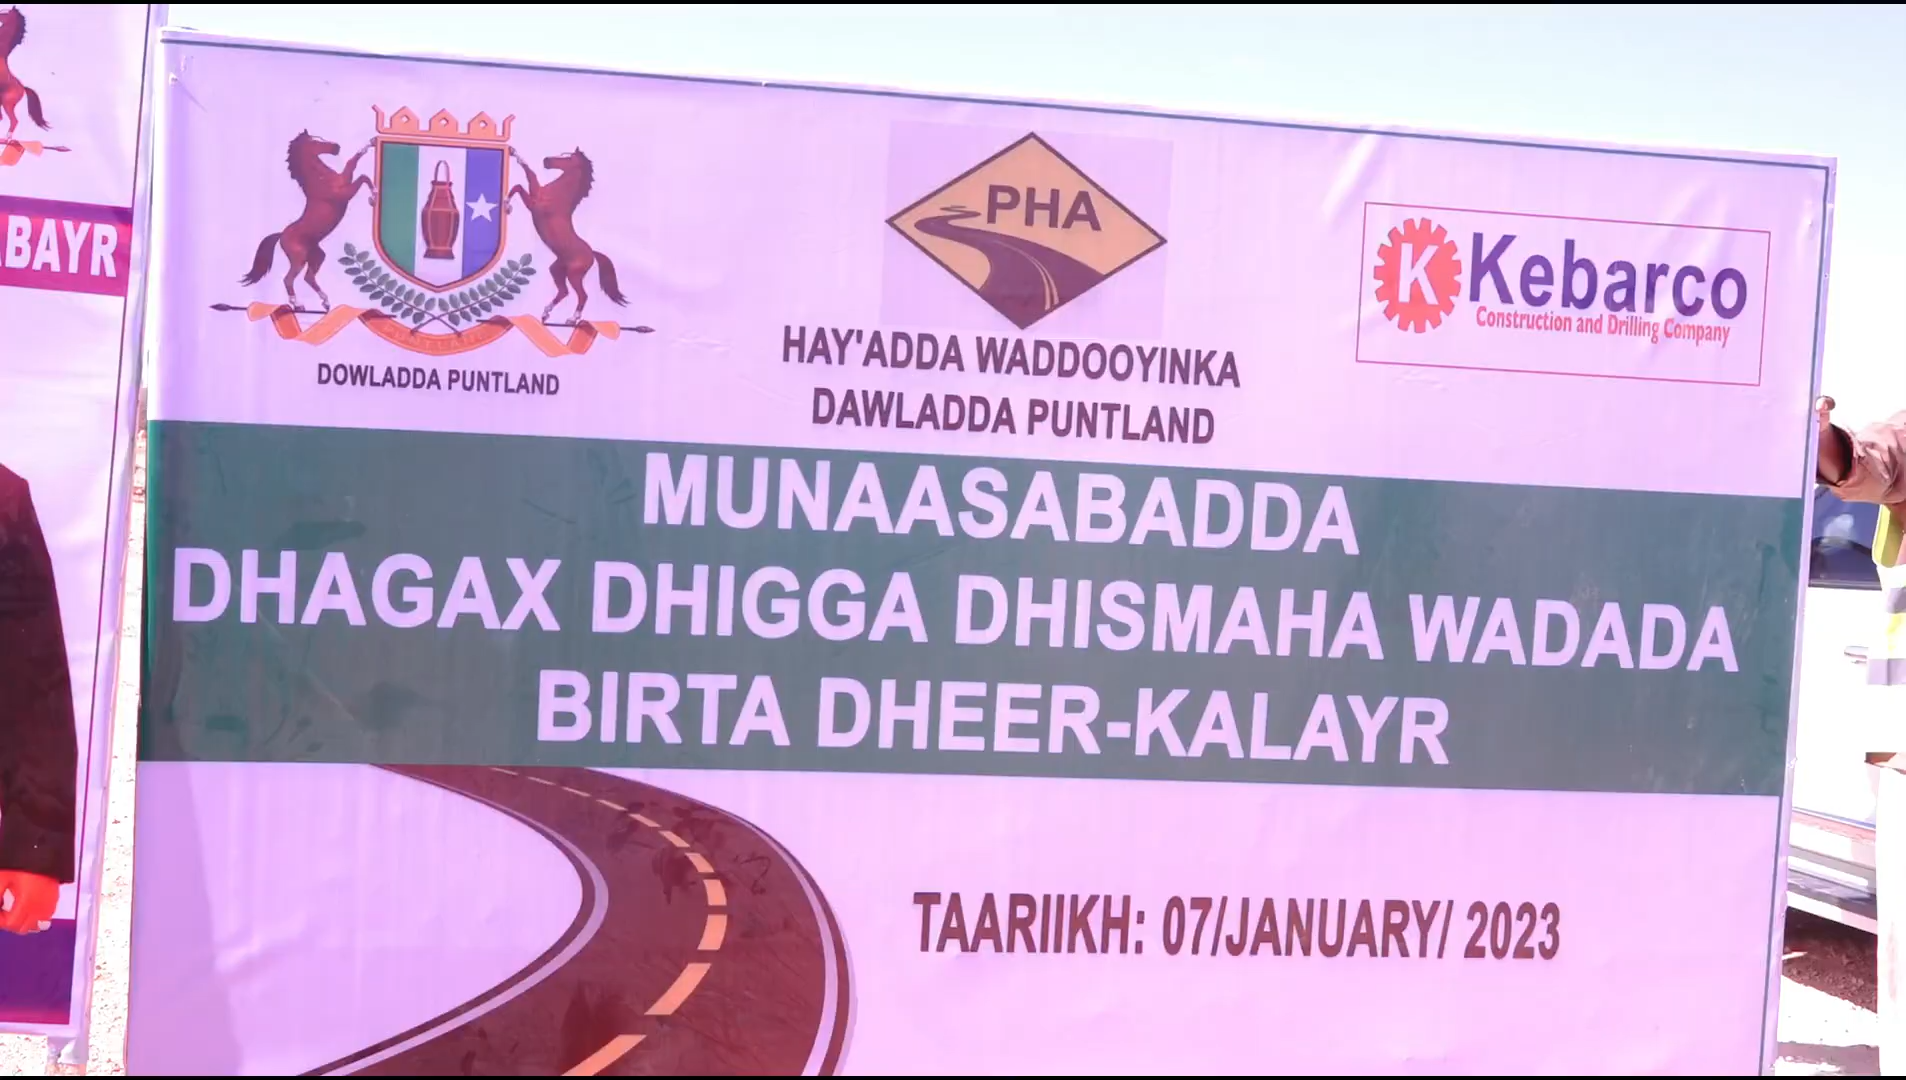 ABAYR
DOWLADDA PUNTLAND
PHA
HAY'ADDA WADDOOYINKA
DAWLADDA PUNTLAND
K Kebarco
Construction and Drilling Company
MUNAASABADDA
DHAGAX DHIGGA DHISMAHA WADADA
BIRTA DHEER-KALAYR
TAARIIKH: 07/JANUARY/ 2023